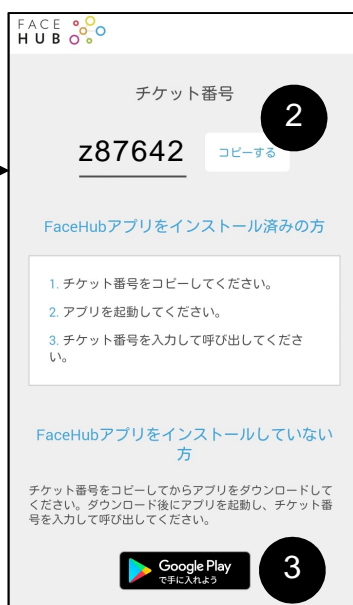 FACE
HUB
チケット番号
2
z87642 コピーする
FaceHubアプリをインストール済みの方
1. チケット番号をコピーしてください。
2. アプリを起動してください。
3. チケット番号を入力して呼び出してくださ
い。
FaceHubアプリをインストールしていない
方
チケット番号をコピーしてからアプリをダウンロードして
ください。ダウンロード後にアプリを起動し、チケット番
号を入力して呼び出してください。
Google Play
で手に入れよう
3